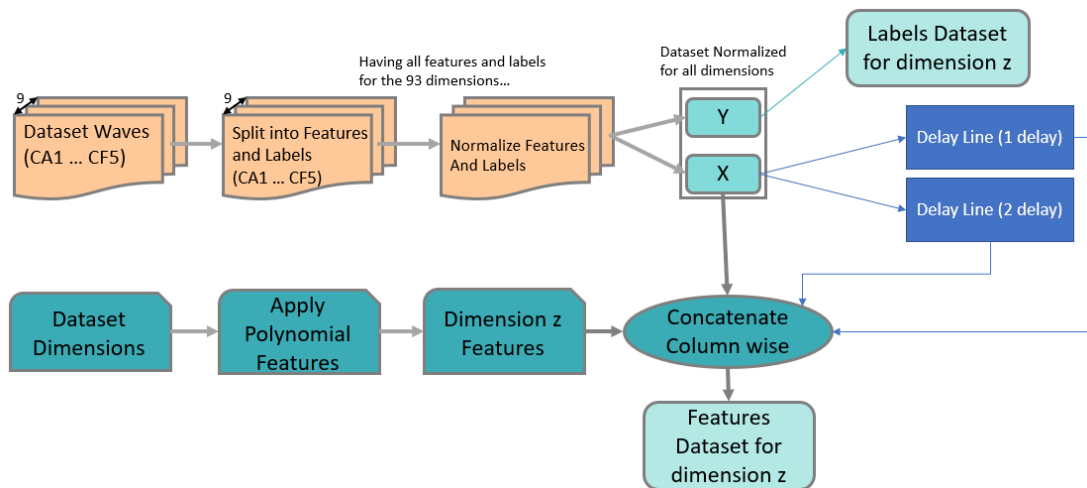 Labels Dataset
for dimension z
Having all features and labels
for the 93 dimensions...
Dataset Normalized
for all dimensions
9
Dataset Waves
(CA1 ... CF5)
9
Split into Features
and Labels
(CA1 ... CF5)
Normalize Features
And Labels
Y
X
Delay Line (1 delay)
Delay Line (2 delay)
Dataset
Dimensions
Apply
Polynomial
Features
Dimension z
Features
Concatenate
Column wise
Features
Dataset for
dimension z